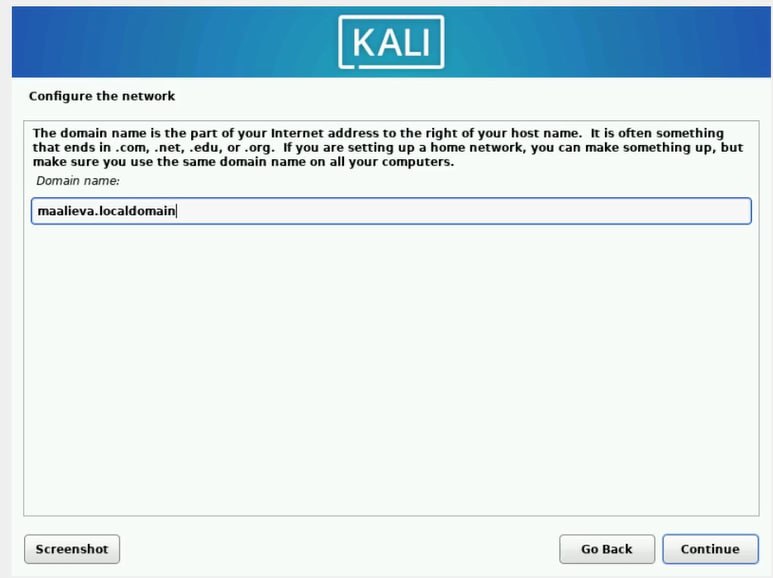 KALI
Configure the network
The domain name is the part of your Internet address to the right of your host name.  It is often something
that ends in .com, .net, .edu, or .org.  If you are setting up a home network, you can make something up, but
make sure you use the same domain name on all your computers.
Domain name:
maalieva.localdomain
Screenshot
Go Back
Continue